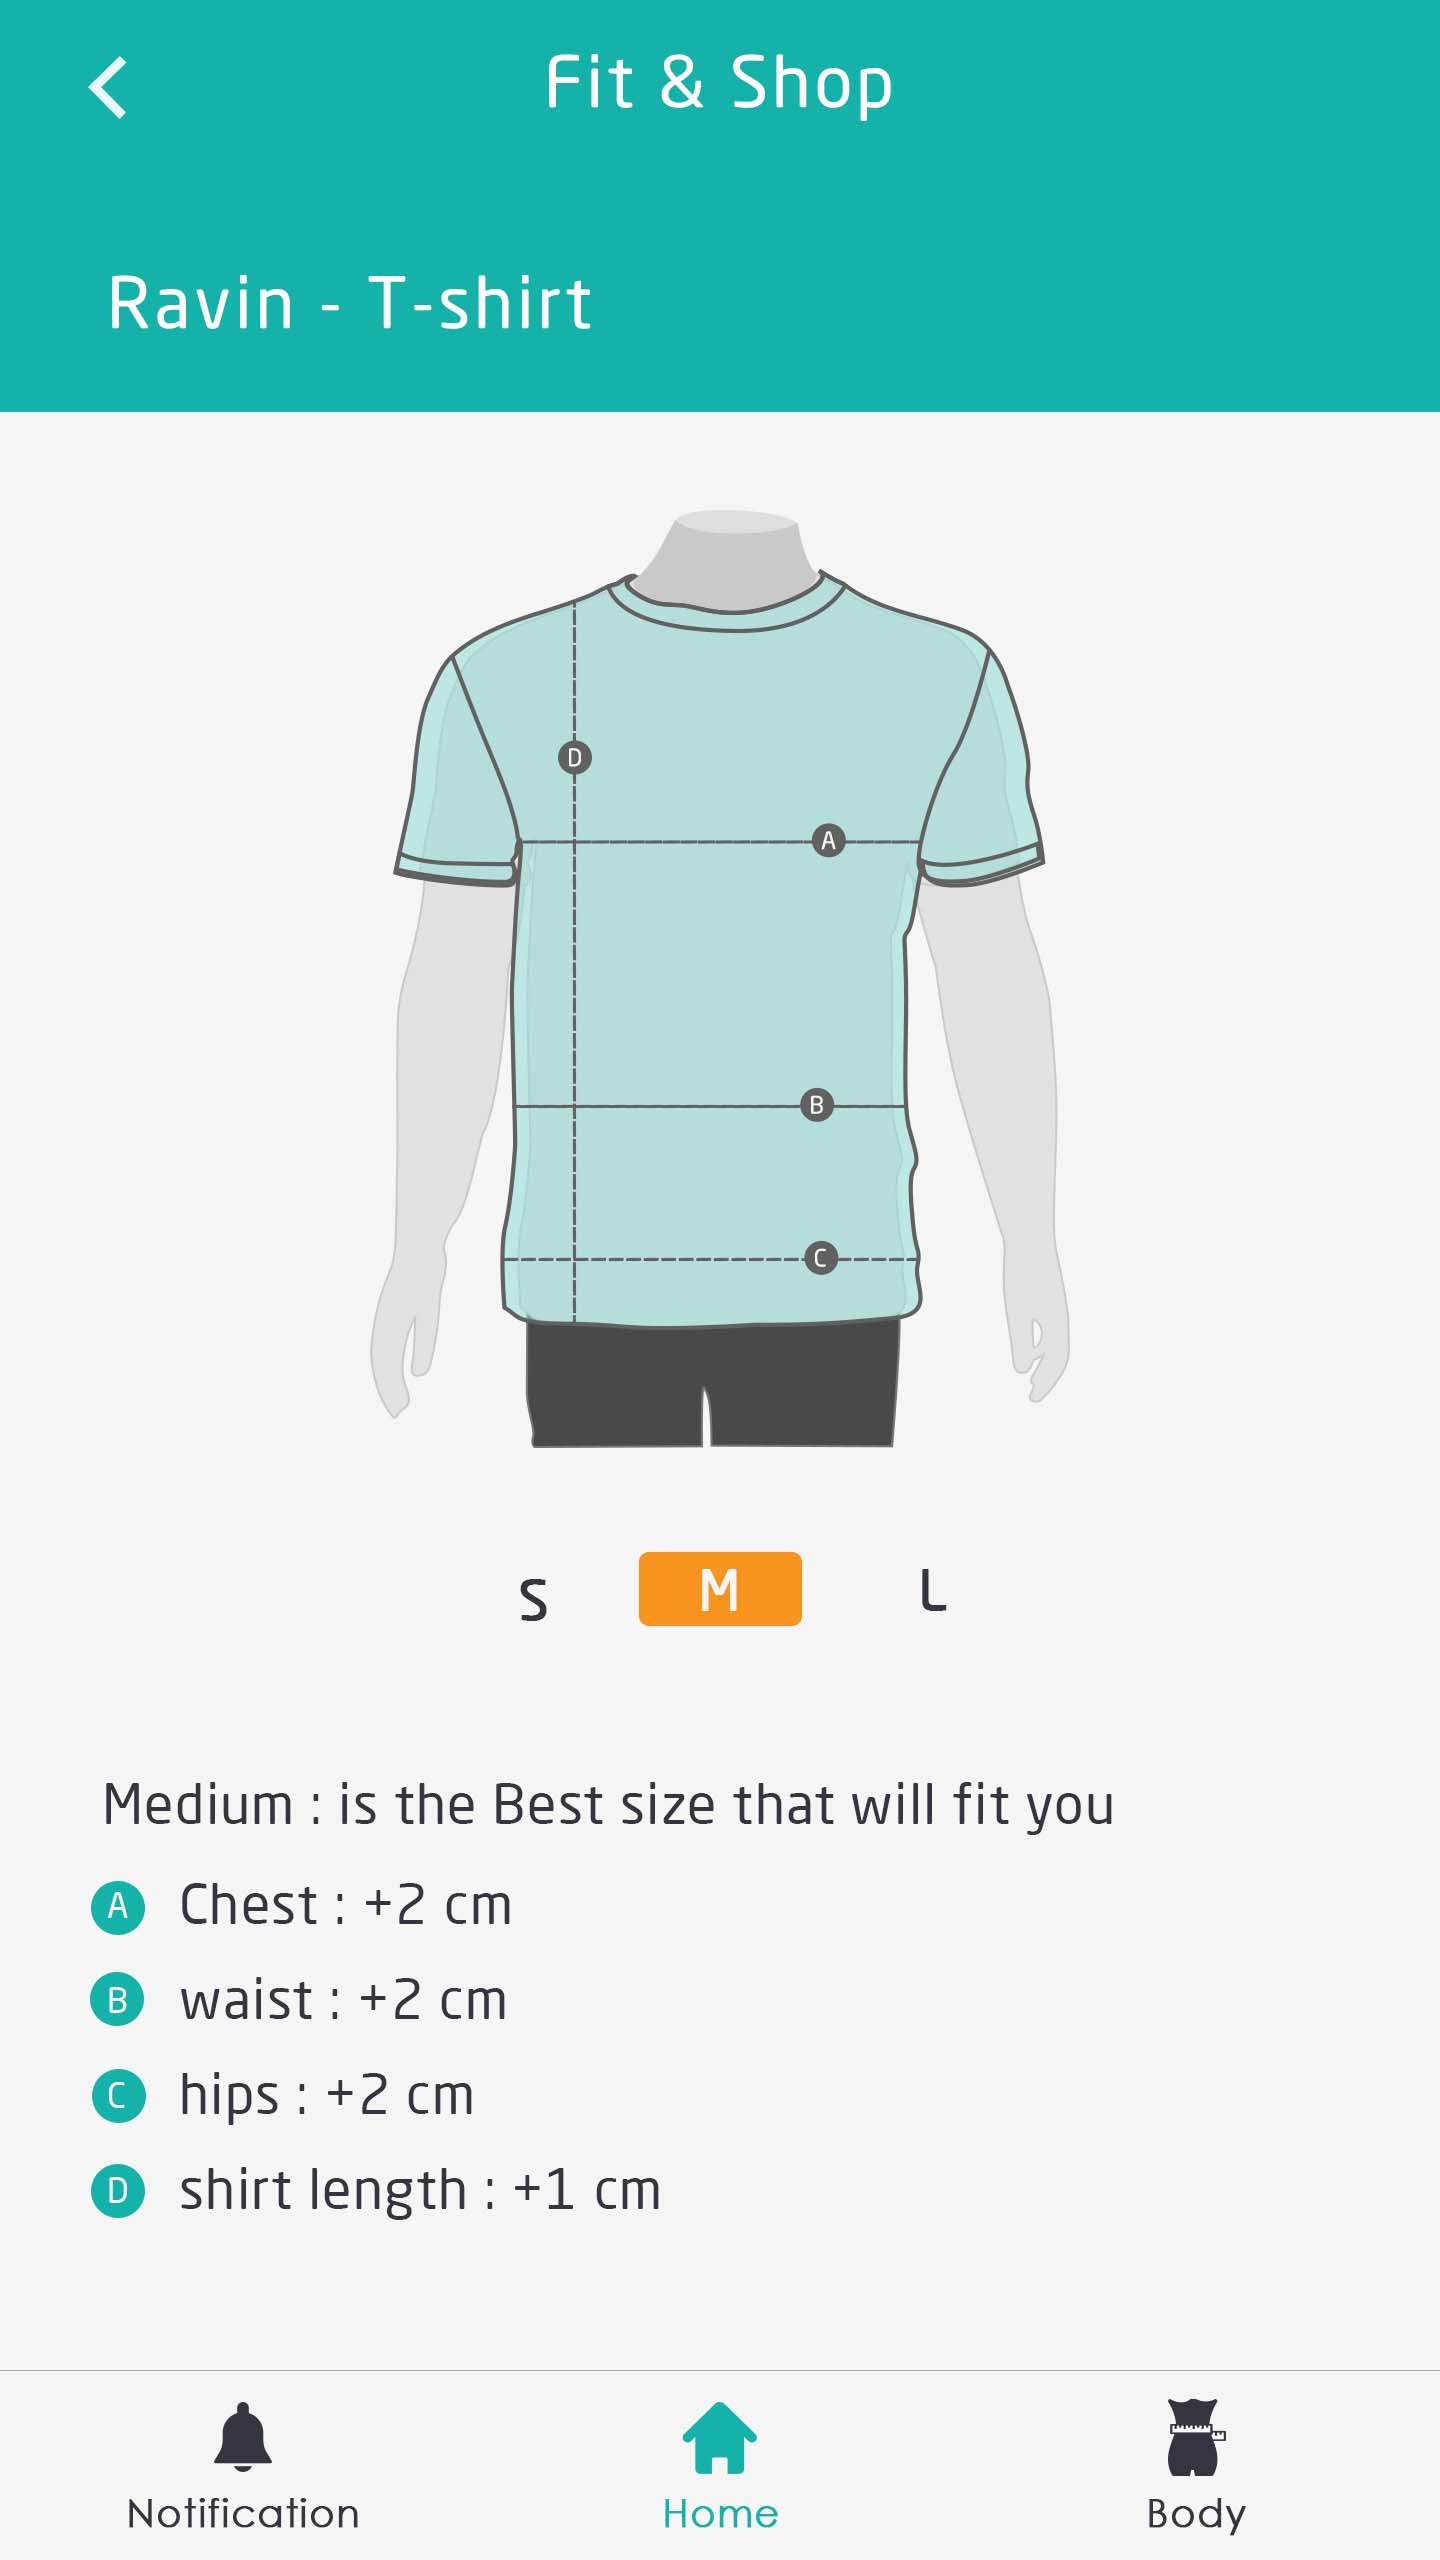 Fit & Shop
Ravin - T-shirt
D
A
B
C
S M L
Medium : is the Best size that will fit you
A Chest : +2 cm
B waist : +2 cm
C hips : +2 cm
D shirt length : +1 cm
Notification Home Body